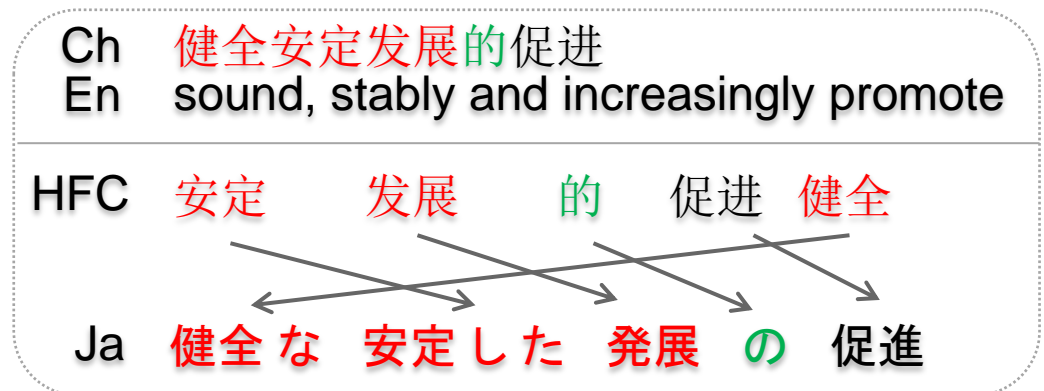 Ch 健全安定发展的促进
En sound, stably and increasingly promote
HFC 安定 发展 的 促进 健全
Ja 健全 な 安定 した 発展 の 促進